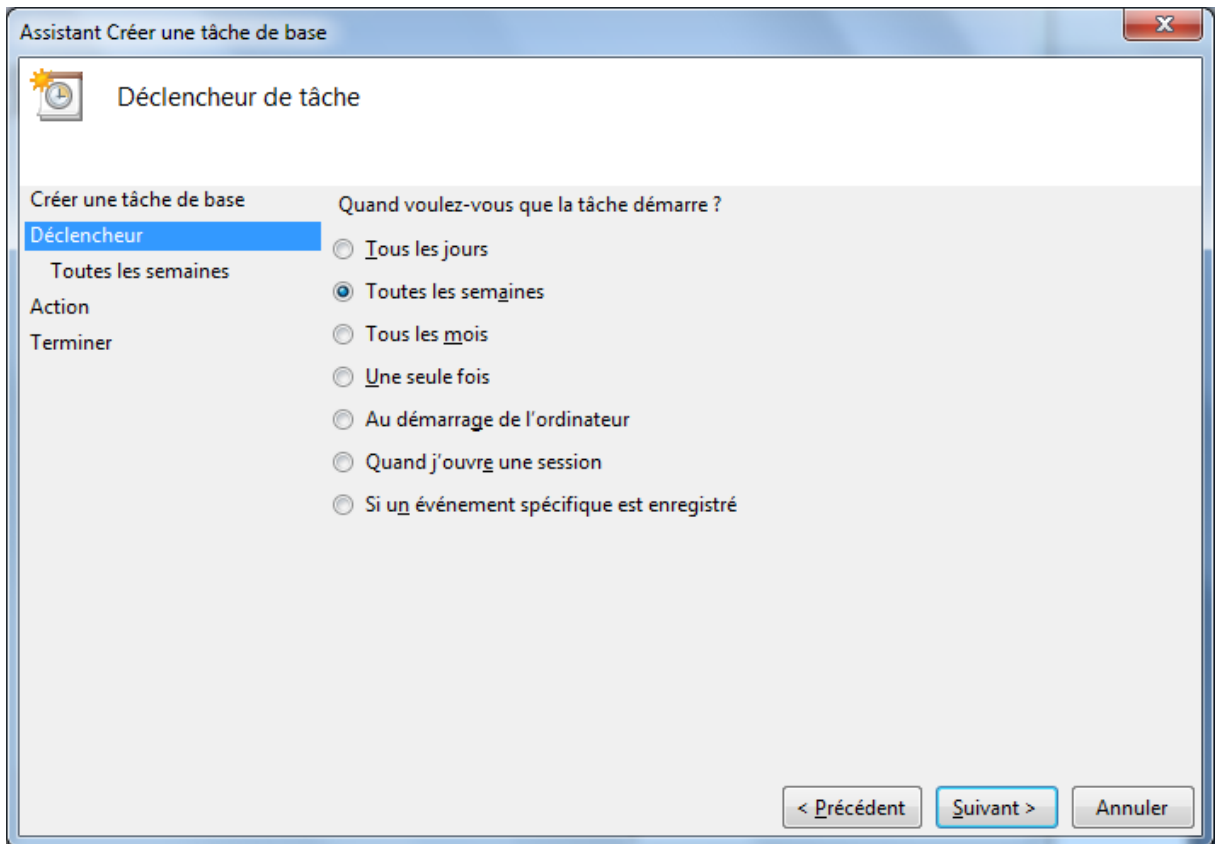 Assistant Créer une tâche de base
Déclencheur de tâche
Créer une tâche de base
Déclencheur
Toutes les semaines
Action
Terminer
Quand voulez-vous que la tâche démarre ?
Tous les jours
Toutes les semaines
Tous les mois
Une seule fois
Au démarrage de l'ordinateur
Quand j'ouvre une session
Si un événement spécifique est enregistré
< Précédent
Suivant >
Annuler